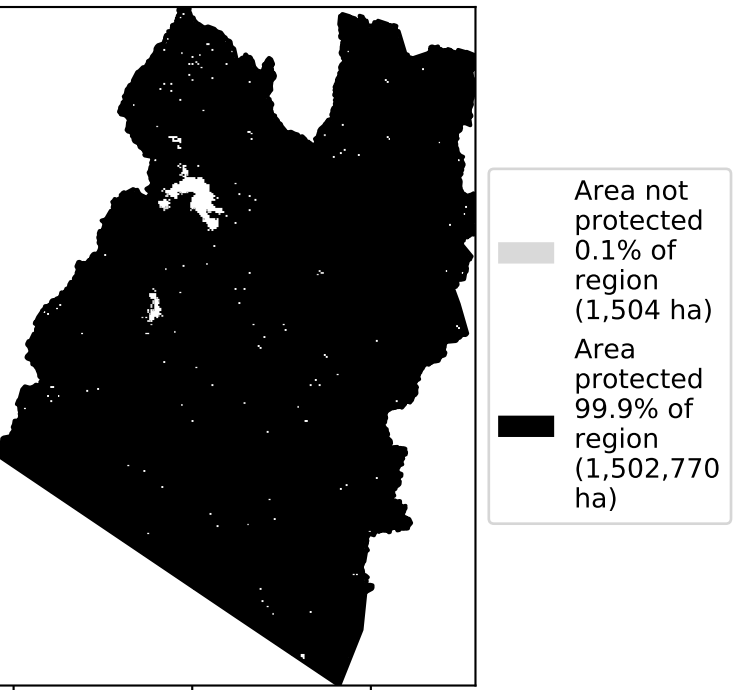 Area not
protected
0.1% of
region
(1,504 ha)
Area
protected
99.9% of
region
(1,502,770
ha)